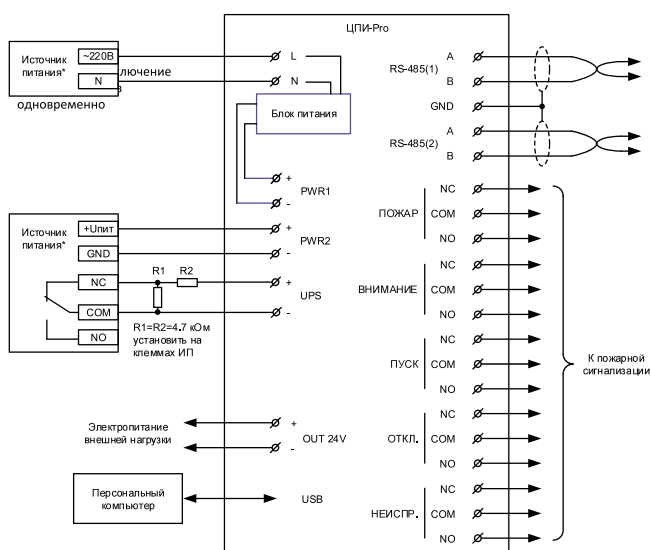 ЦПИ-Pro
Источник
питания*
~220В
N
лючение
в
одновременно
L
N
Блок питания
+
PWR1
-
A
RS-485(1)
B
GND
A
RS-485(2)
B
Источник
питания*
+Uпит
GND
NC
COM
NO
R1 R2
R1=R2=4.7 кОм
установить на
клеммах ИП
+
PWR2
-
+
UPS
-
NC
ПОЖАР COM
NO
NC
ВНИМАНИЕ COM
NO
NC
ПУСК COM
NO
NC
ОТКЛ. COM
NO
NC
НЕИСПР. COM
NO
К пожарной
сигнализации
Электропитание
внешней нагрузки
+
OUT 24V
-
Персональный
компьютер
USB